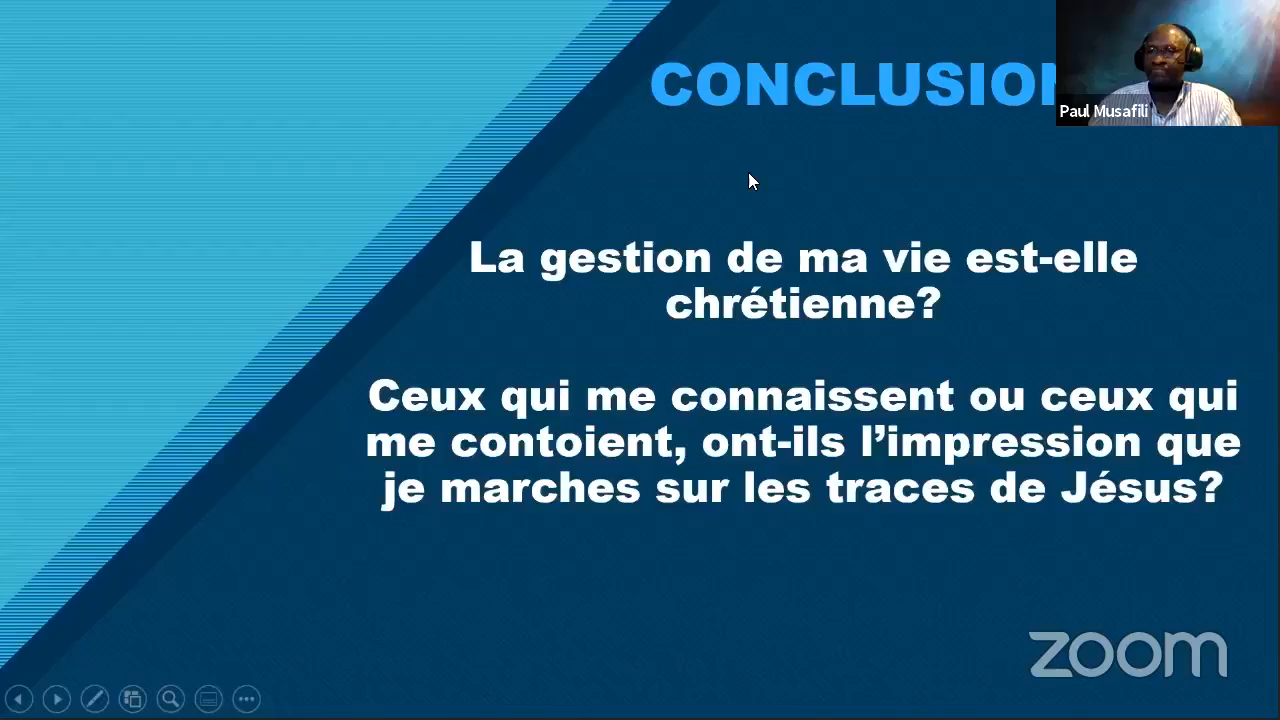 CONCLUSION
Paul Musafili
La gestion de ma vie est-elle
chrétienne?
Ceux qui me connaissent ou ceux qui
me contoient, ont-ils l’impression que
je marches sur les traces de Jésus?
zoom